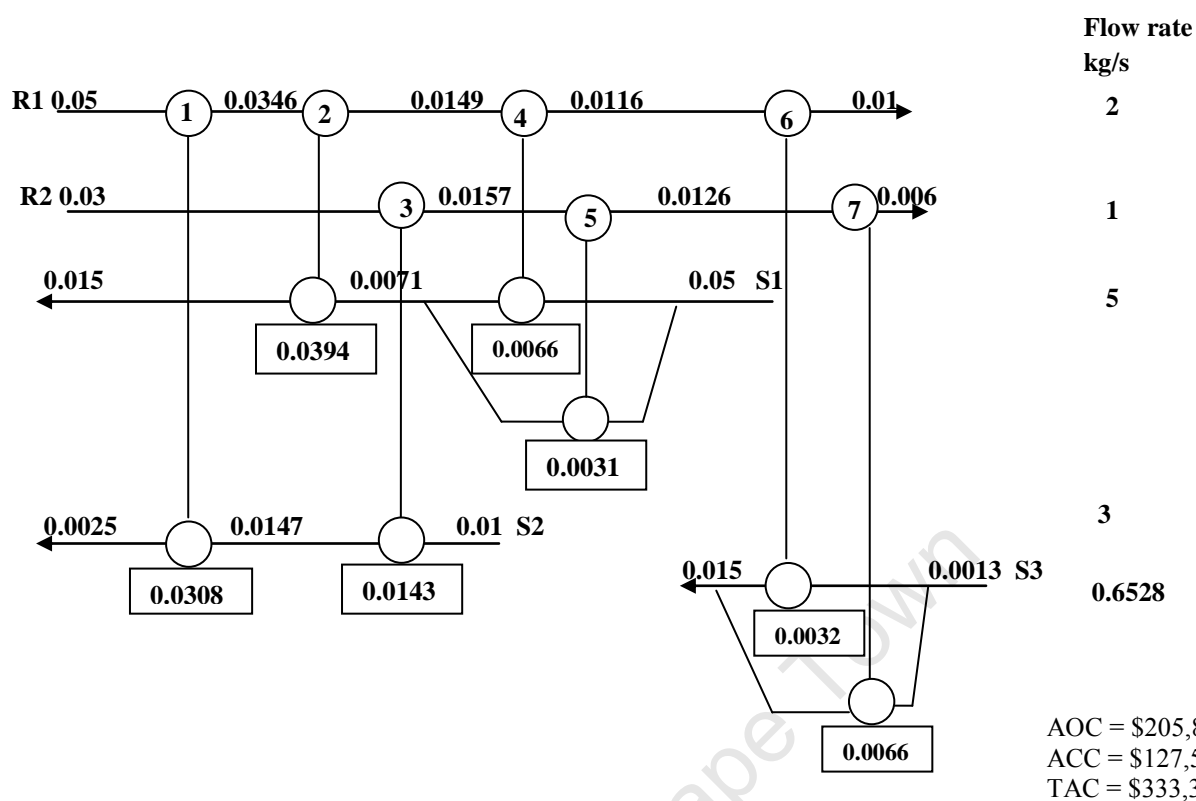 Flow rate
kg/s
R1 0.05 1 0.0346 2 0.0149 4 0.0116 6 0.01 2
R2 0.03 3 0.0157 5 0.0126 7 0.006 1
0.015 0.0071 0.05 S1 5
0.0394 0.0066
0.0031
0.0025 0.0147 0.01 S2 3
0.0308 0.0143
0.015 0.0013 S3 0.6528
0.0032
0.0066
ape Town
AOC = $205,8
ACC = $127,5
TAC = $333,3